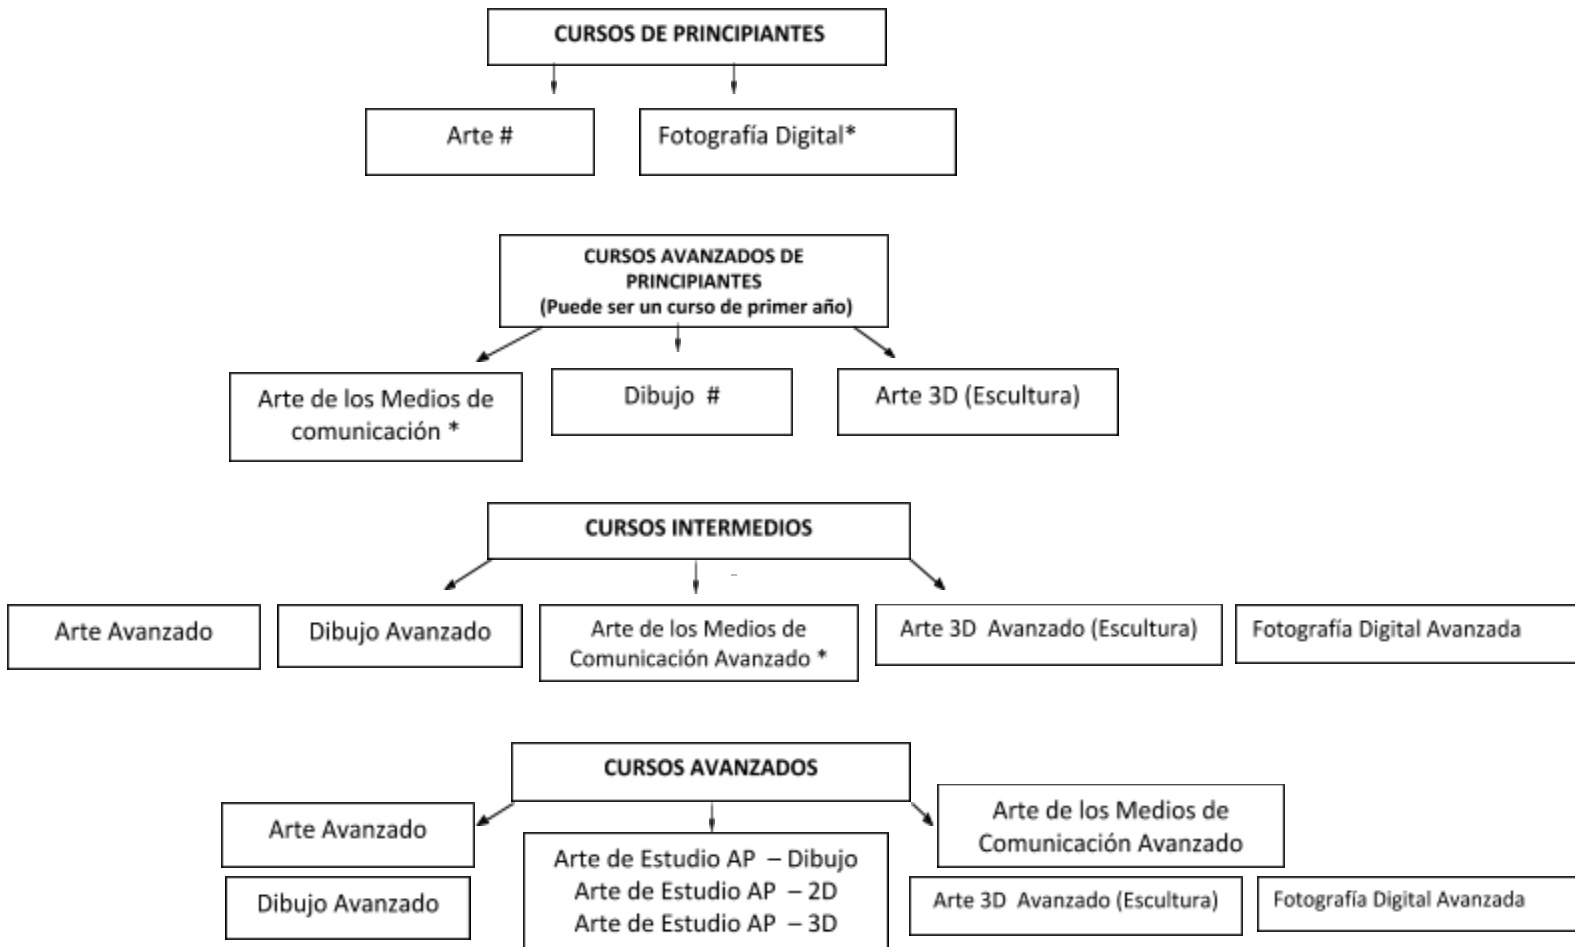 CURSOS DE PRINCIPIANTES
Arte #
Fotografía Digital*
CURSOS AVANZADOS DE
PRINCIPIANTES
(Puede ser un curso de primer año)
Arte de los Medios de
comunicación *
Dibujo #
Arte 3D (Escultura)
CURSOS INTERMEDIOS
Arte Avanzado
Dibujo Avanzado
Arte de los Medios de
Comunicación Avanzado *
Arte 3D Avanzado (Escultura)
Fotografía Digital Avanzada
CURSOS AVANZADOS
Arte Avanzado
Dibujo Avanzado
Arte de Estudio AP – Dibujo
Arte de Estudio AP – 2D
Arte de Estudio AP – 3D
Arte de los Medios de
Comunicación Avanzado
Arte 3D Avanzado (Escultura)
Fotografía Digital Avanzada